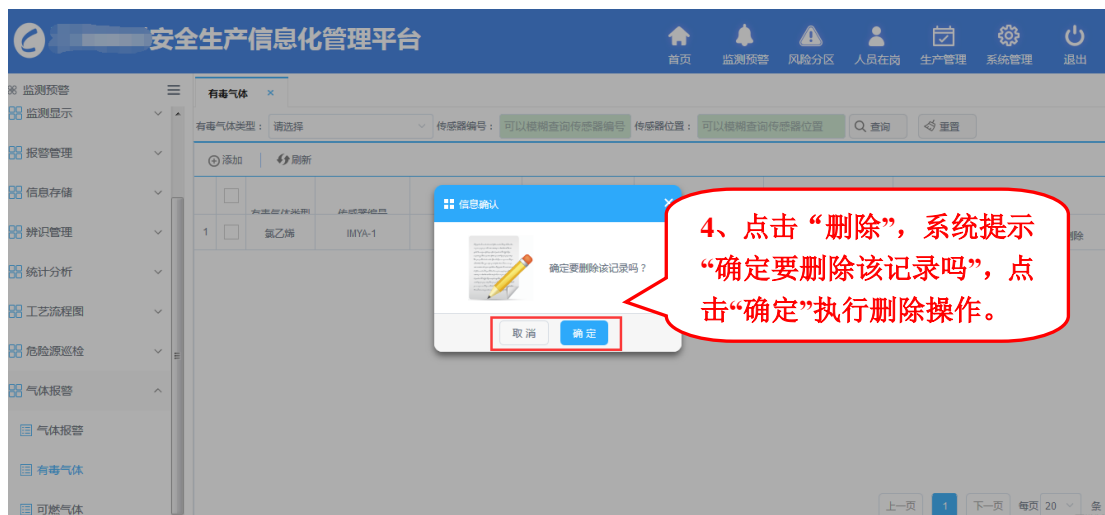 安全生产信息化管理平台
首页
监测预警
风险分区
人员在岗
生产管理
系统管理
退出
监测预警
有毒气体 ×
监测显示
有毒气体类型： 请选择 传感器编号： 可以模糊查询传感器编号 传感器位置： 可以模糊查询传感器位置 查询 重置
报警管理
添加 刷新
信息存储
有毒气体类型 传感器编号
信息确认
辨识管理
1 氯乙烯 IMYA-1
删除
确定要删除该记录吗？
取消 确定
4、点击“删除”，系统提示
“确定要删除该记录吗”，点
击“确定”执行删除操作。
统计分析
工艺流程图
危险源巡检
气体报警
气体报警
有毒气体
可燃气体
上一页 1 下一页 每页 20 条